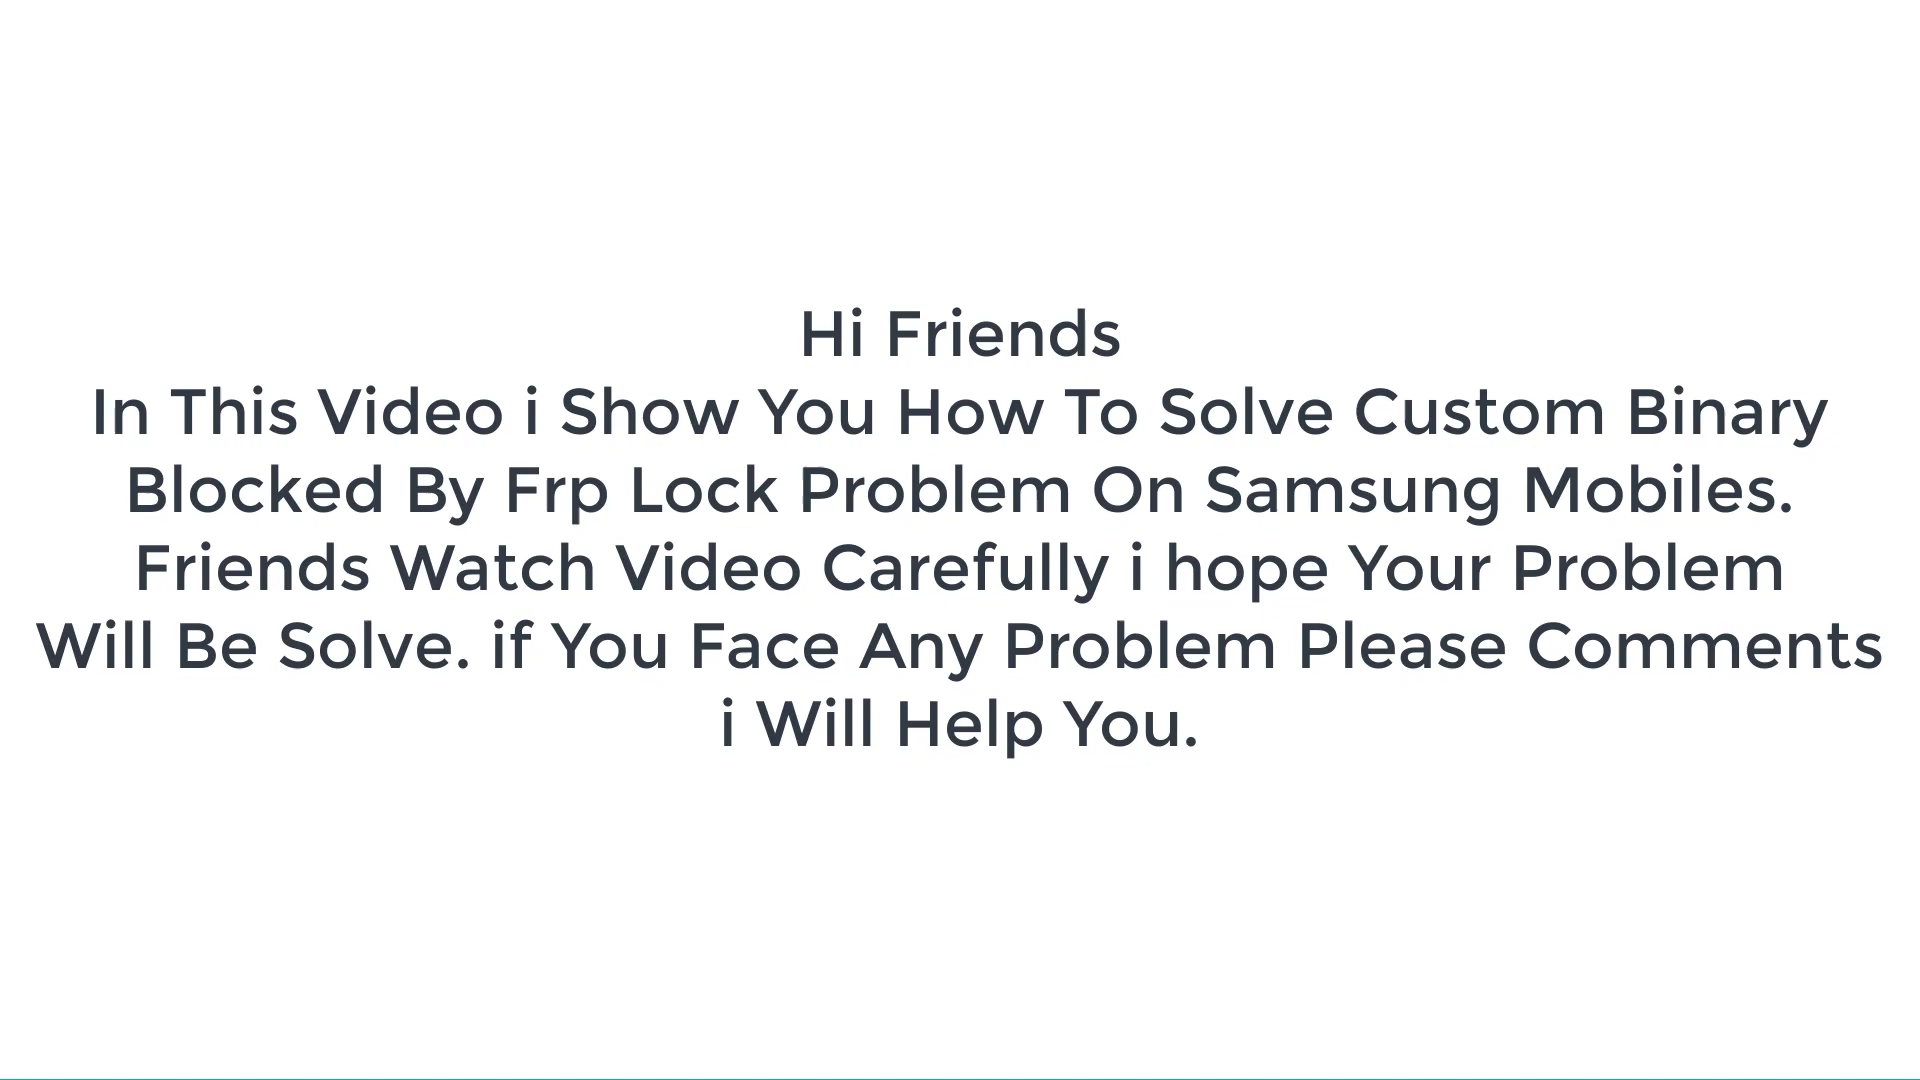 Hi Friends
In This Video i Show You How To Solve Custom Binary
Blocked By Frp Lock Problem On Samsung Mobiles.
Friends Watch Video Carefully i hope Your Problem
Will Be Solve. if You Face Any Problem Please Comments
i Will Help You.